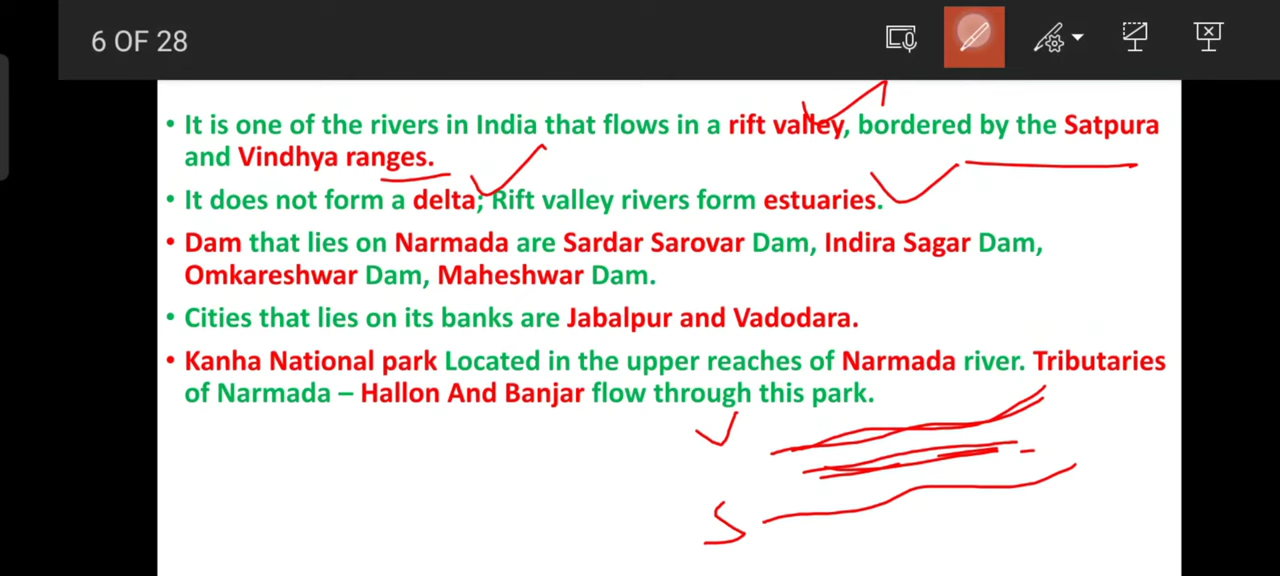 6 OF 28
• It is one of the rivers in India that flows in a rift valley, bordered by the Satpura
and Vindhya ranges.
• It does not form a delta; Rift valley rivers form estuaries.
• Dam that lies on Narmada are Sardar Sarovar Dam, Indira Sagar Dam,
Omkareshwar Dam, Maheshwar Dam.
• Cities that lies on its banks are Jabalpur and Vadodara.
• Kanha National park Located in the upper reaches of Narmada river. Tributaries
of Narmada – Hallon And Banjar flow through this park.
S